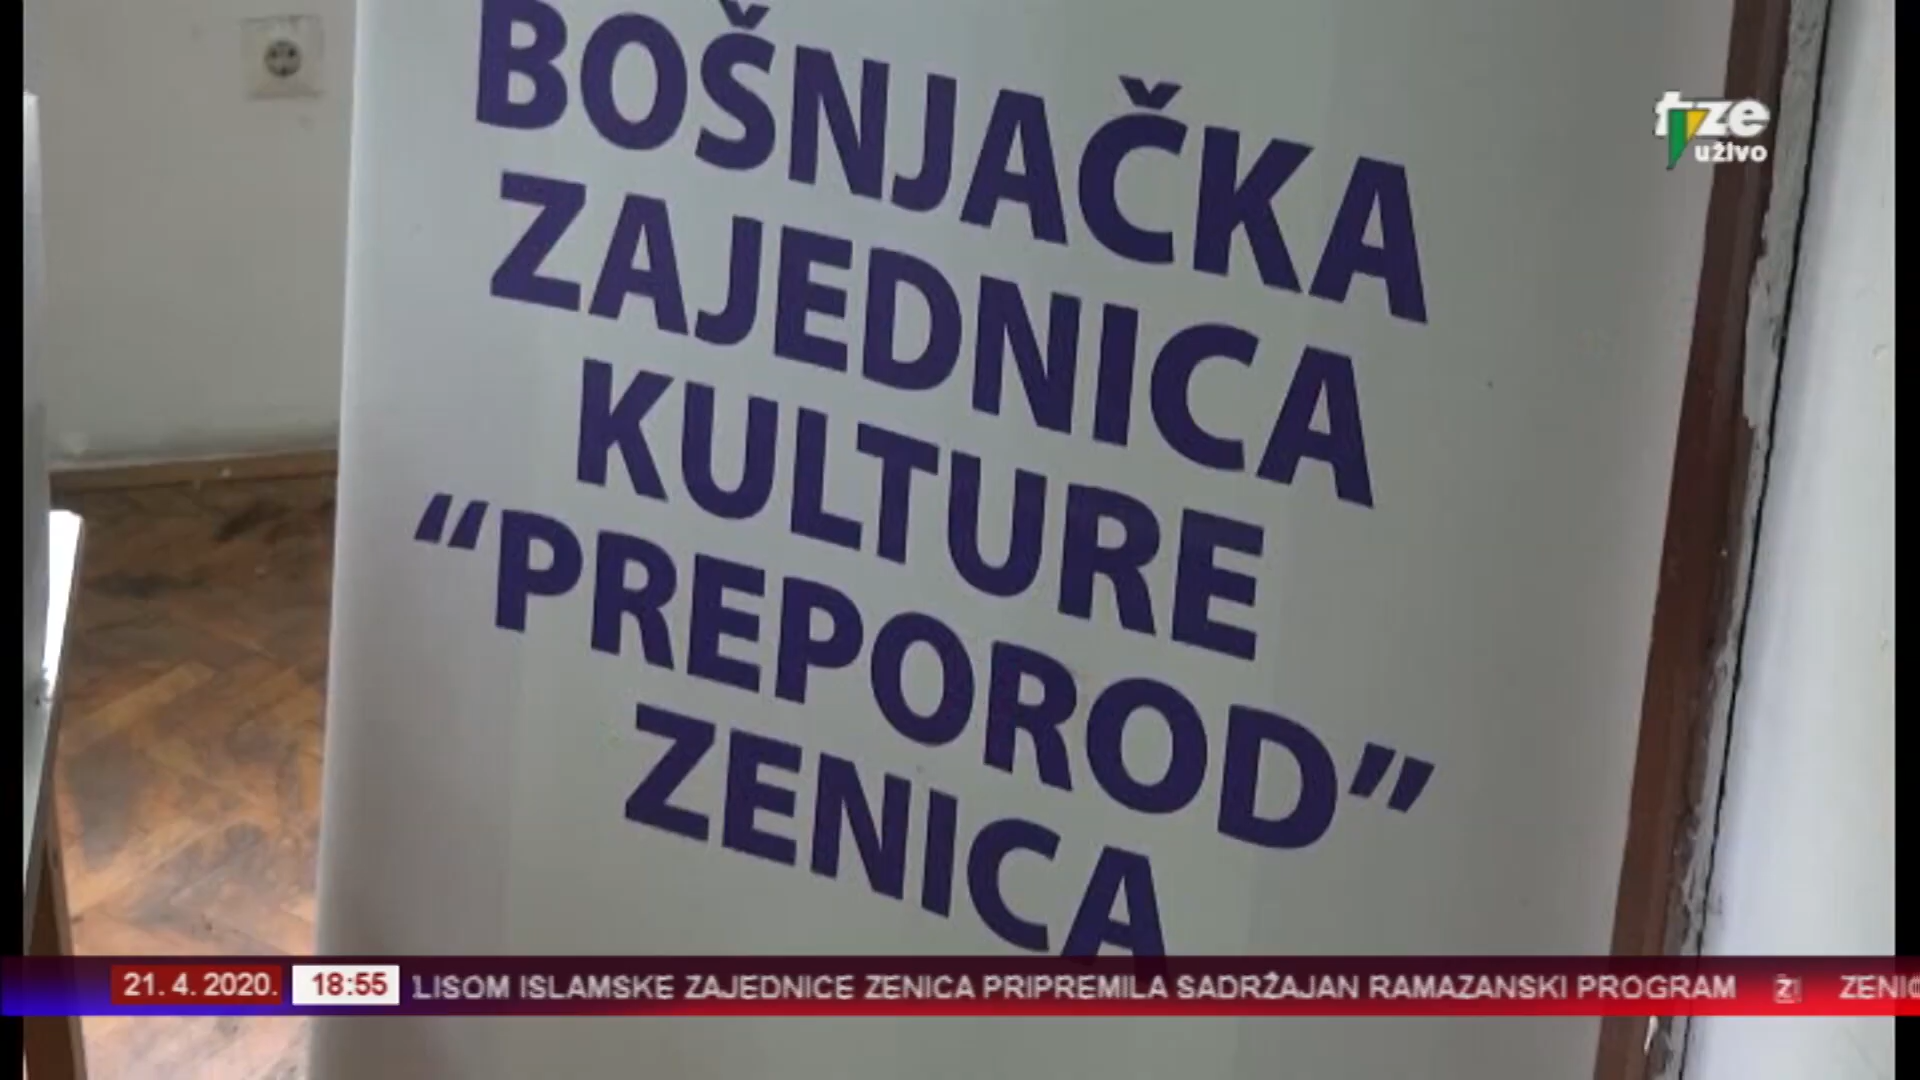 BOŠNJAČKA
ZAJEDNICA
KULTURE
“PREPOROD”
ZENICA
tvze
uživo
21. 4. 2020. 18:55 ISLAMSKE ZAJEDNICE ZENICA PRIPREMILA SADRŽAJAN RAMAZANSKI PROGRAM